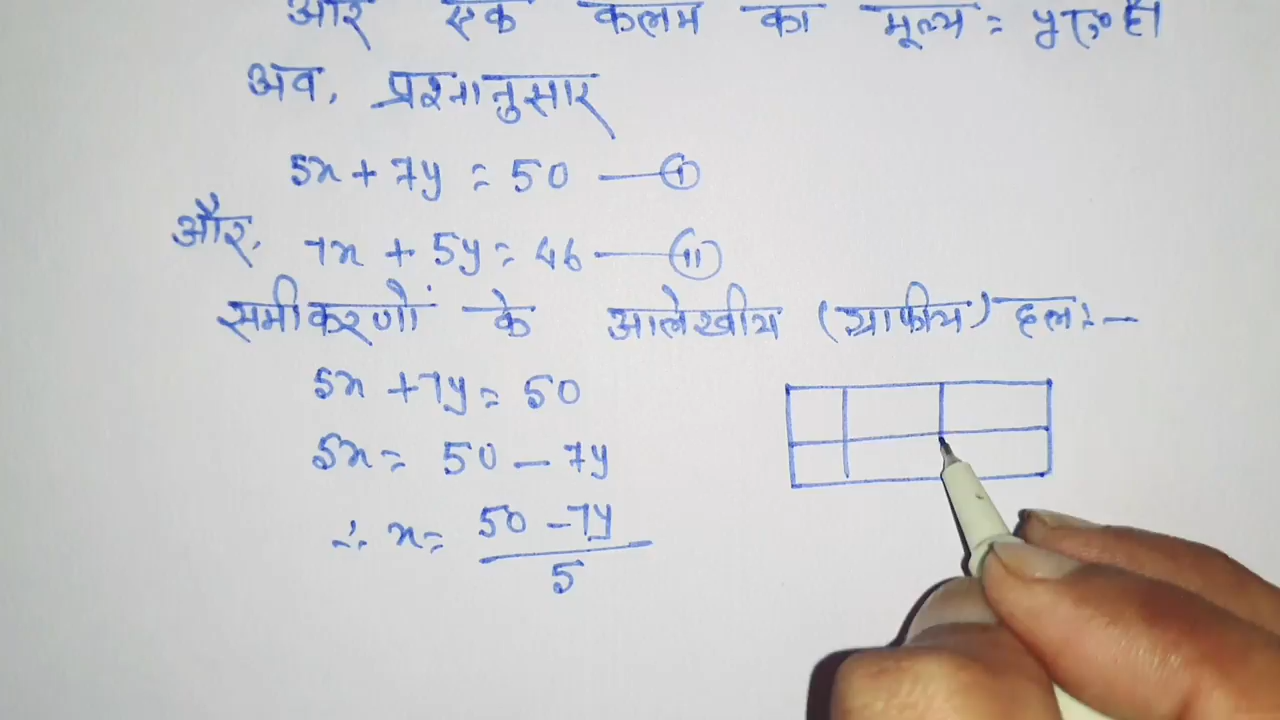 और एक कलम का मूल्य = y रु० है।
अब, प्रश्नानुसार
5x + 7y = 50 — (i)
और, 7x + 5y = 46 — (ii)
समीकरणों के आलेखीय (ग्राफीय) हल:-
5x + 7y = 50
5x = 50 - 7y
∴ x = 50 - 7y
5